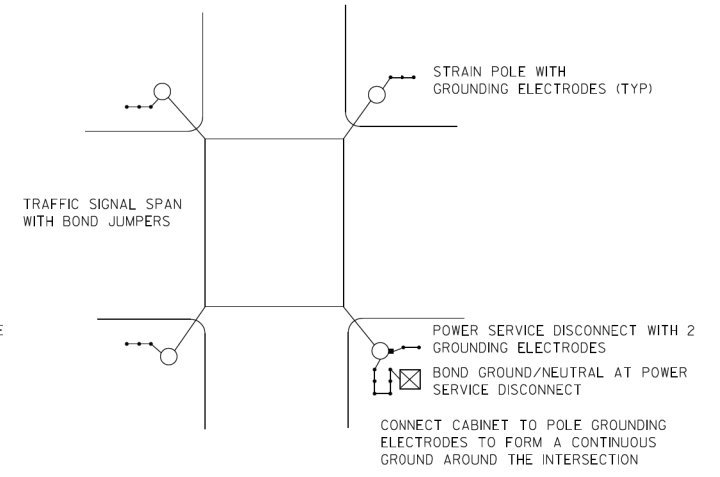 STRAIN POLE WITH
GROUNDING ELECTRODES (TYP)
TRAFFIC SIGNAL SPAN
WITH BOND JUMPERS
E
POWER SERVICE DISCONNECT WITH 2
GROUNDING ELECTRODES
BOND GROUND/NEUTRAL AT POWER
SERVICE DISCONNECT
CONNECT CABINET TO POLE GROUNDING
ELECTRODES TO FORM A CONTINUOUS
GROUND AROUND THE INTERSECTION